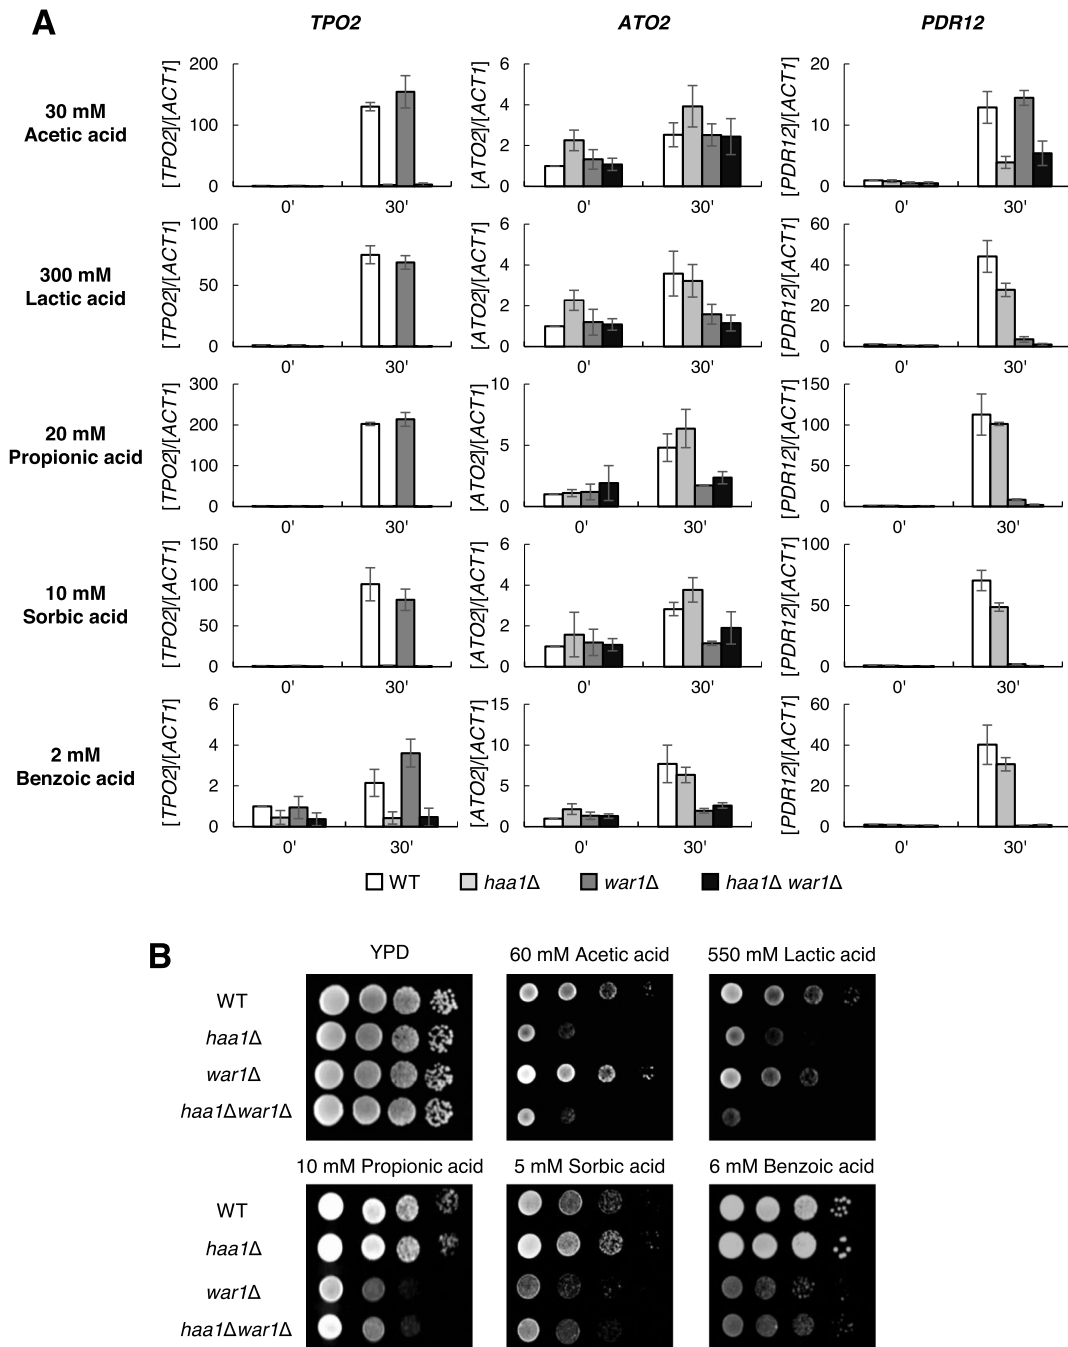 A
TPO2 ATO2 PDR12
30 mM
Acetic acid
[TPO2]/[ACT1]
200
100
0
0' 30'
[ATO2]/[ACT1]
6
4
2
0
0' 30'
[PDR12]/[ACT1]
20
10
0
0' 30'
300 mM
Lactic acid
[TPO2]/[ACT1]
100
50
0
0' 30'
[ATO2]/[ACT1]
6
4
2
0
0' 30'
[PDR12]/[ACT1]
60
40
20
0
0' 30'
20 mM
Propionic acid
[TPO2]/[ACT1]
300
200
100
0
0' 30'
[ATO2]/[ACT1]
10
5
0
0' 30'
[PDR12]/[ACT1]
150
100
50
0
0' 30'
10 mM
Sorbic acid
[TPO2]/[ACT1]
150
100
50
0
0' 30'
[ATO2]/[ACT1]
6
4
2
0
0' 30'
[PDR12]/[ACT1]
100
50
0
0' 30'
2 mM
Benzoic acid
[TPO2]/[ACT1]
6
4
2
0
0' 30'
[ATO2]/[ACT1]
15
10
5
0
0' 30'
[PDR12]/[ACT1]
60
40
20
0
0' 30'
WT haa1Δ war1Δ haa1Δ war1Δ
B
YPD 60 mM Acetic acid 550 mM Lactic acid
WT
haa1Δ
war1Δ
haa1Δwar1Δ
10 mM Propionic acid 5 mM Sorbic acid 6 mM Benzoic acid
WT
haa1Δ
war1Δ
haa1Δwar1Δ